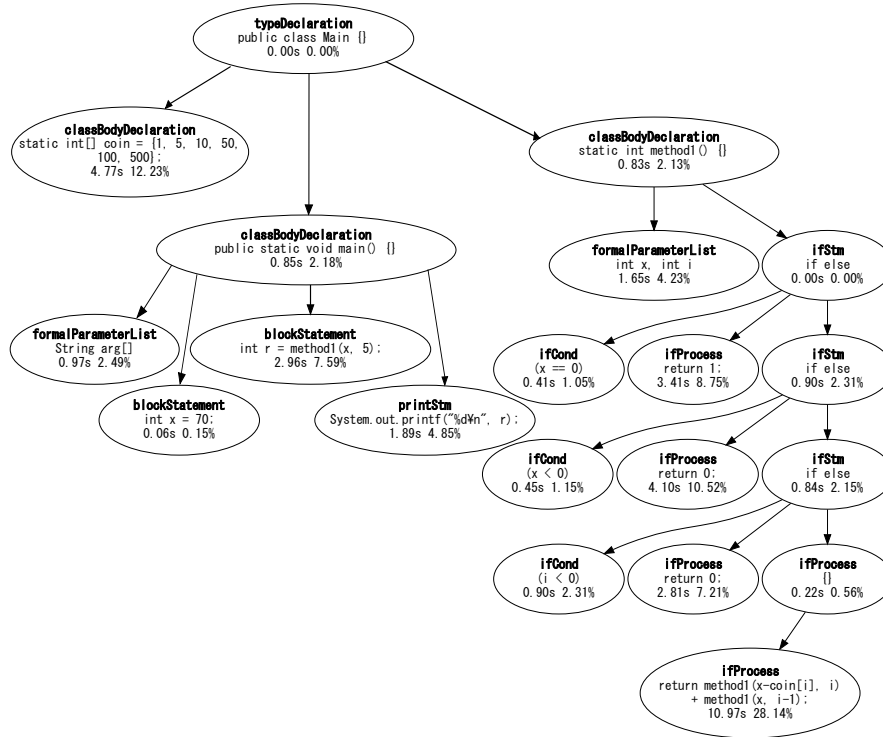 typeDeclaration
public class Main {}
0.00s 0.00%
classBodyDeclaration
static int[] coin = {1, 5, 10, 50,
100, 500};
4.77s 12.23%
classBodyDeclaration
static int method1() {}
0.83s 2.13%
classBodyDeclaration
public static void main() {}
0.85s 2.18%
formalParameterList
int x, int i
1.65s 4.23%
ifStm
if else
0.00s 0.00%
formalParameterList
String arg[]
0.97s 2.49%
blockStatement
int r = method1(x, 5);
2.96s 7.59%
ifCond
(x == 0)
0.41s 1.05%
ifProcess
return 1;
3.41s 8.75%
ifStm
if else
0.90s 2.31%
blockStatement
int x = 70;
0.06s 0.15%
printStm
System.out.printf("%d¥n", r);
1.89s 4.85%
ifCond
(x < 0)
0.45s 1.15%
ifProcess
return 0;
4.10s 10.52%
ifStm
if else
0.84s 2.15%
ifCond
(i < 0)
0.90s 2.31%
ifProcess
return 0;
2.81s 7.21%
ifProcess
{}
0.22s 0.56%
ifProcess
return method1(x-coin[i], i)
+ method1(x, i-1);
10.97s 28.14%